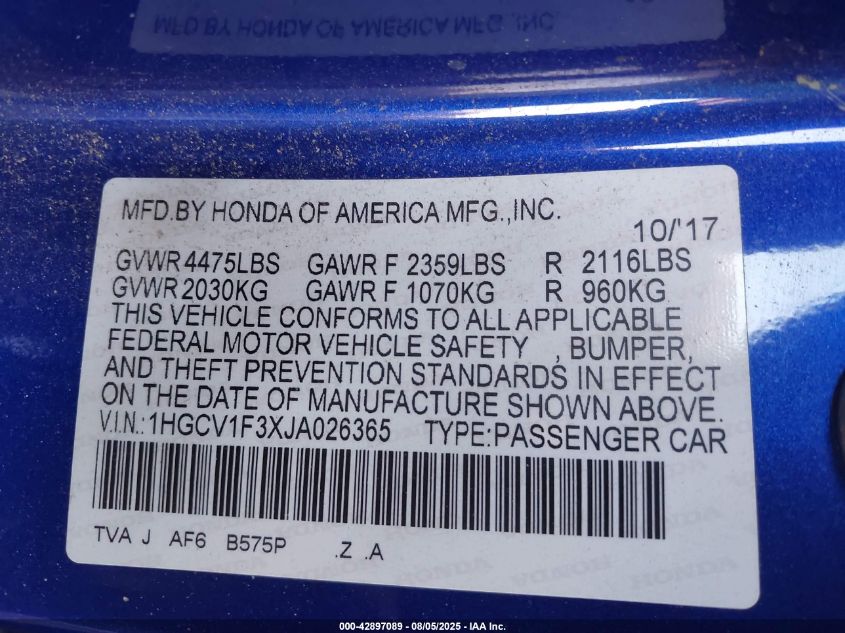 MFD.BY HONDA OF AMERICA MFG.,INC.
MFD.BY HONDA OF AMERICA MFG.,INC.
10/'17
GVWR 4475LBS GAWR F 2359LBS R 2116LBS
GVWR 2030KG GAWR F 1070KG R 960KG
THIS VEHICLE CONFORMS TO ALL APPLICABLE
FEDERAL MOTOR VEHICLE SAFETY , BUMPER,
AND THEFT PREVENTION STANDARDS IN EFFECT
ON THE DATE OF MANUFACTURE SHOWN ABOVE.
V.I.N.:1HGCV1F3XJA026365 TYPE:PASSENGER CAR
TVA J AF6 B575P .Z .A
000-42897089 - 08/05/2025 - IAA Inc.